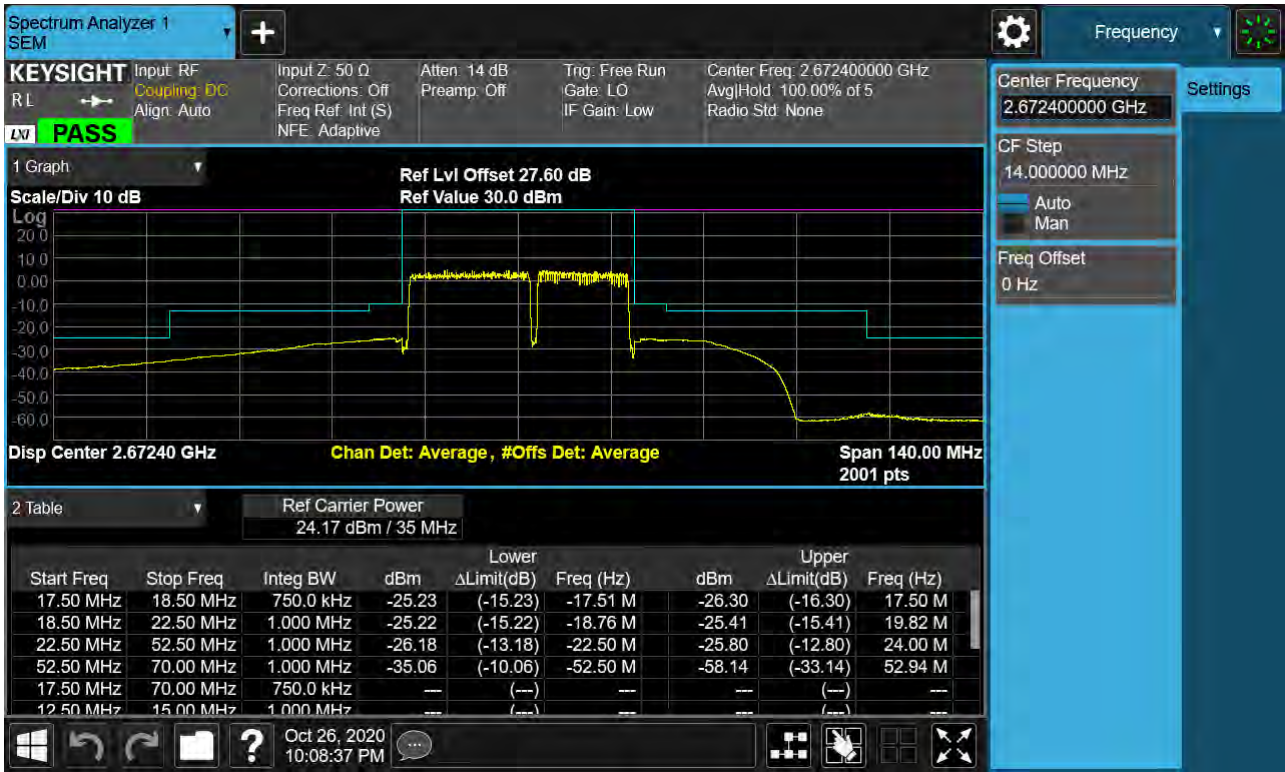 Spectrum Analyzer 1
SEM
Frequency
KEYSIGHT
RL
LXI
PASS
Input: RF
Coupling: DC
Align: Auto
Input Z: 50 Ω
Corrections: Off
Freq Ref: Int (S)
NFE: Adaptive
Atten: 14 dB
Preamp: Off
Trig: Free Run
Gate: LO
IF Gain: Low
Center Freq: 2.672400000 GHz
Avg|Hold: 100.00% of 5
Radio Std: None
Center Frequency
2.672400000 GHz
Settings
CF Step
14.000000 MHz
Auto
Man
Freq Offset
0 Hz
1 Graph
Scale/Div 10 dB
Ref Lvl Offset 27.60 dB
Ref Value 30.0 dBm
Log
20.0
10.0
0.00
-10.0
-20.0
-30.0
-40.0
-50.0
-60.0
Disp Center 2.67240 GHz
Chan Det: Average, #Offs Det: Average
Span 140.00 MHz
2001 pts
2 Table
Ref Carrier Power
24.17 dBm / 35 MHz
Lower Upper
Start Freq Stop Freq Integ BW dBm ΔLimit(dB) Freq (Hz) dBm ΔLimit(dB) Freq (Hz)
17.50 MHz 18.50 MHz 750.0 kHz -25.23 (-15.23) -17.51 M -26.30 (-16.30) 17.50 M
18.50 MHz 22.50 MHz 1.000 MHz -25.22 (-15.22) -18.76 M -25.41 (-15.41) 19.82 M
22.50 MHz 52.50 MHz 1.000 MHz -26.18 (-13.18) -22.50 M -25.80 (-12.80) 24.00 M
52.50 MHz 70.00 MHz 1.000 MHz -35.06 (-10.06) -52.50 M -58.14 (-33.14) 52.94 M
17.50 MHz 70.00 MHz 750.0 kHz --- (---) --- --- (---) ---
12.50 MHz 15.00 MHz 1.000 MHz --- (---) --- --- (---) ---
?
Oct 26, 2020
10:08:37 PM